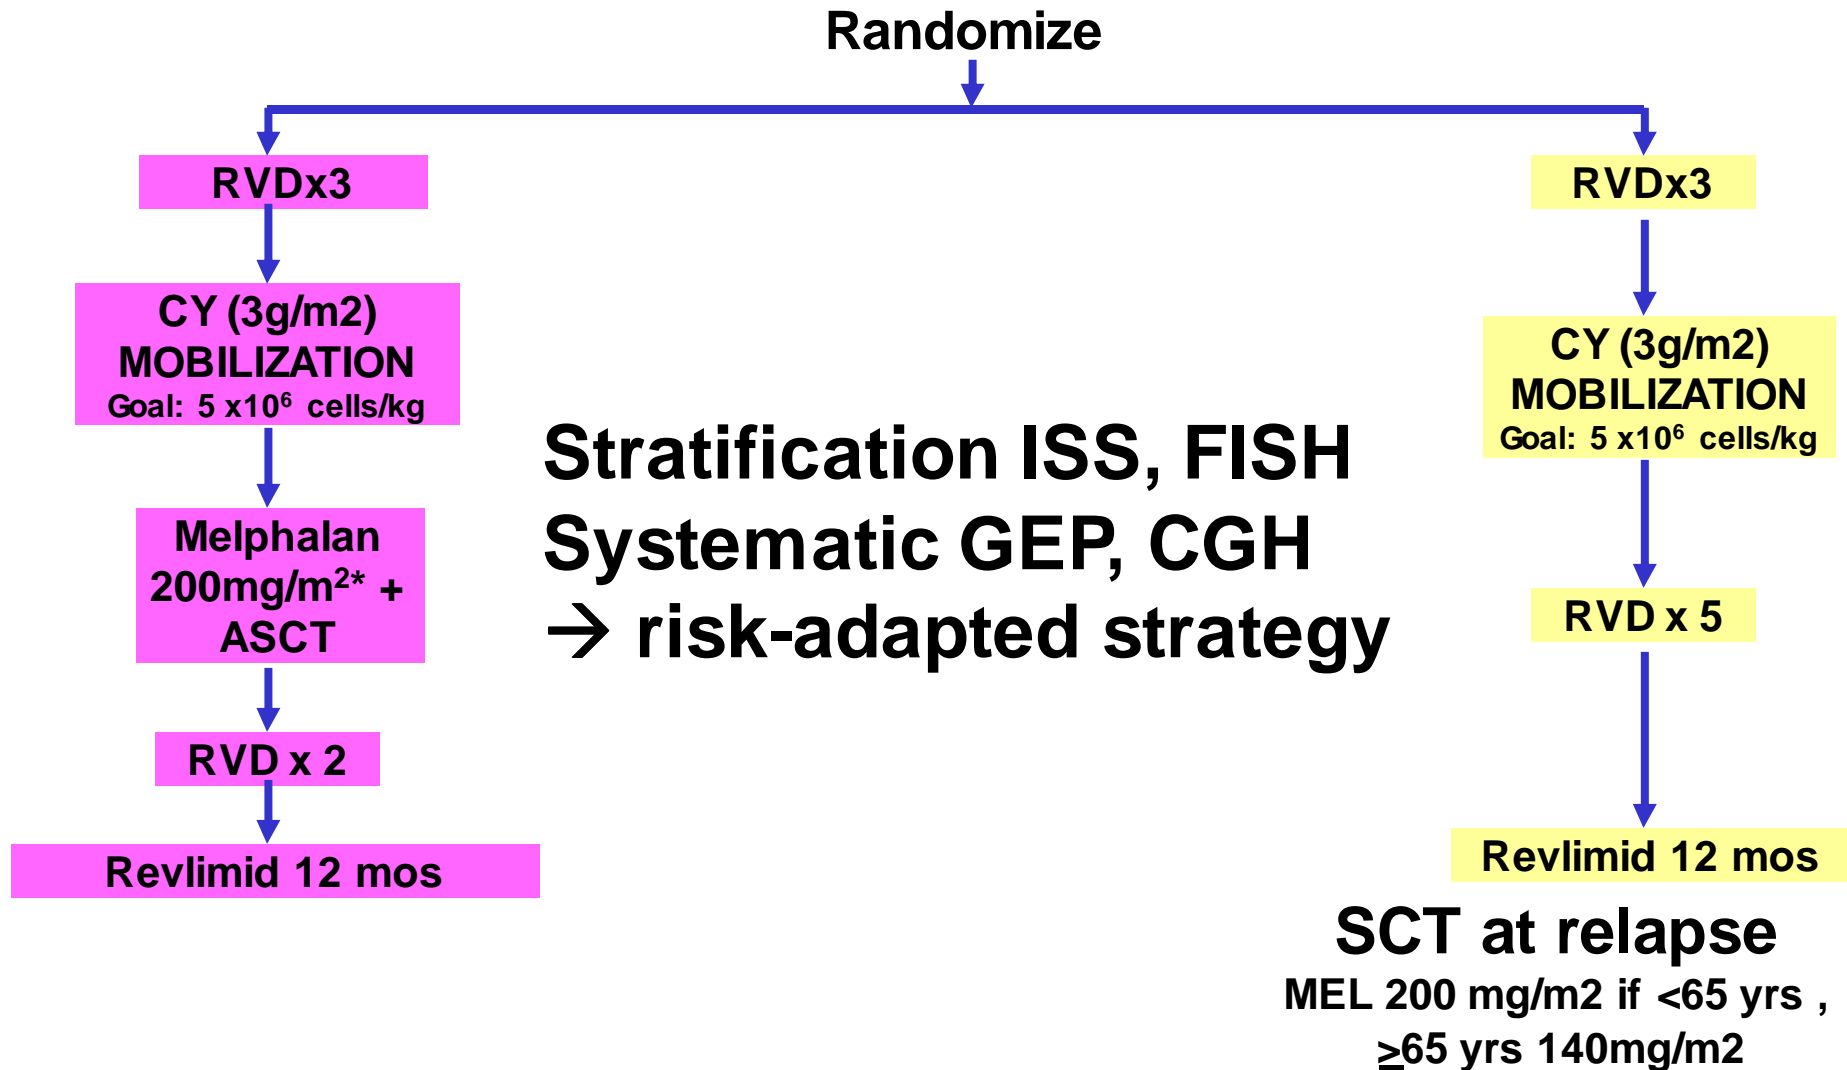 Randomize
RVDx3
CY (3g/m2)
MOBILIZATION
Goal: 5 x10⁶ cells/kg
Melphalan
200mg/m²* +
ASCT
RVD x 2
Revlimid 12 mos
Stratification ISS, FISH
Systematic GEP, CGH
→ risk-adapted strategy
RVDx3
CY (3g/m2)
MOBILIZATION
Goal: 5 x10⁶ cells/kg
RVD x 5
Revlimid 12 mos
SCT at relapse
MEL 200 mg/m2 if <65 yrs ,
≥65 yrs 140mg/m2